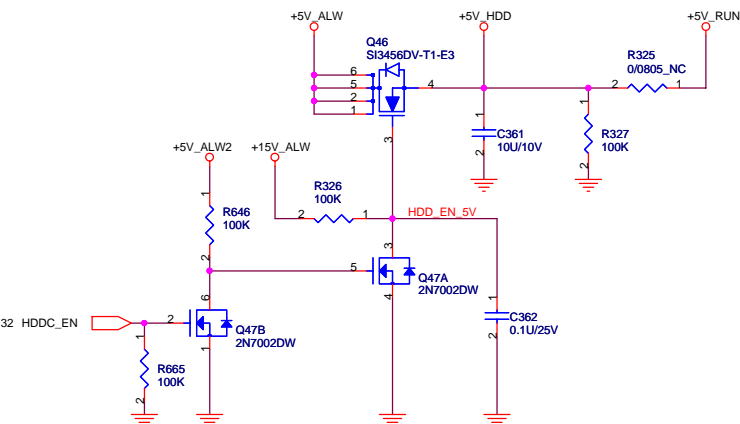 +5V_ALW
+5V_HDD
+5V_RUN
Q46
SI3456DV-T1-E3
R325
0/0805_NC
6
5
2
1
4
2
1
3
1
C361
10U/10V
2
1
R327
100K
2
+5V_ALW2
+15V_ALW
1
R646
100K
2
R326
100K
2
1
HDD_EN_5V
3
5
Q47A
2N7002DW
4
1
C362
0.1U/25V
2
6
32 HDDC_EN
2
Q47B
2N7002DW
1
1
R665
100K
2